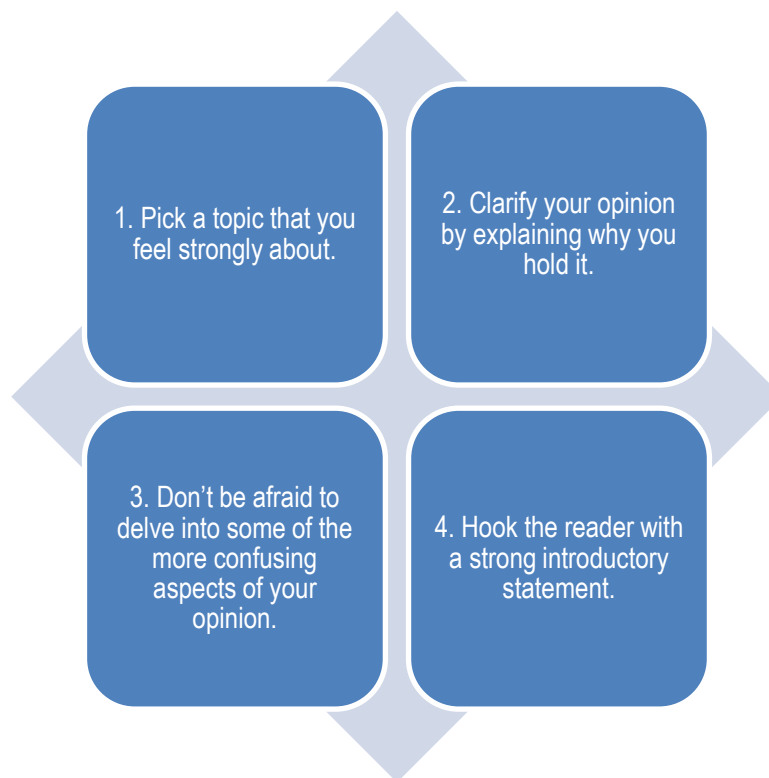 1. Pick a topic that you
feel strongly about.
2. Clarify your opinion
by explaining why you
hold it.
3. Don’t be afraid to
delve into some of the
more confusing
aspects of your
opinion.
4. Hook the reader with
a strong introductory
statement.